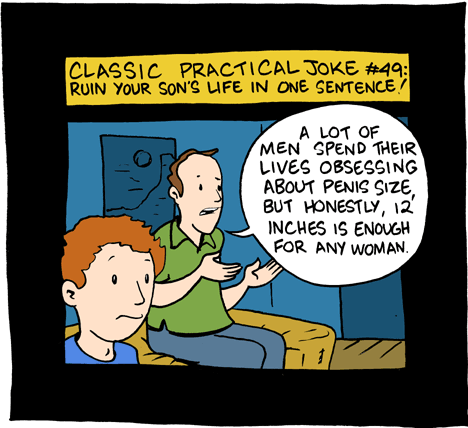 CLASSIC PRACTICAL JOKE #49:
RUIN YOUR SON'S LIFE IN ONE SENTENCE!
A LOT OF
MEN SPEND THEIR
LIVES OBSESSING
ABOUT PENIS SIZE,
BUT HONESTLY, 12
INCHES IS ENOUGH
FOR ANY WOMAN.